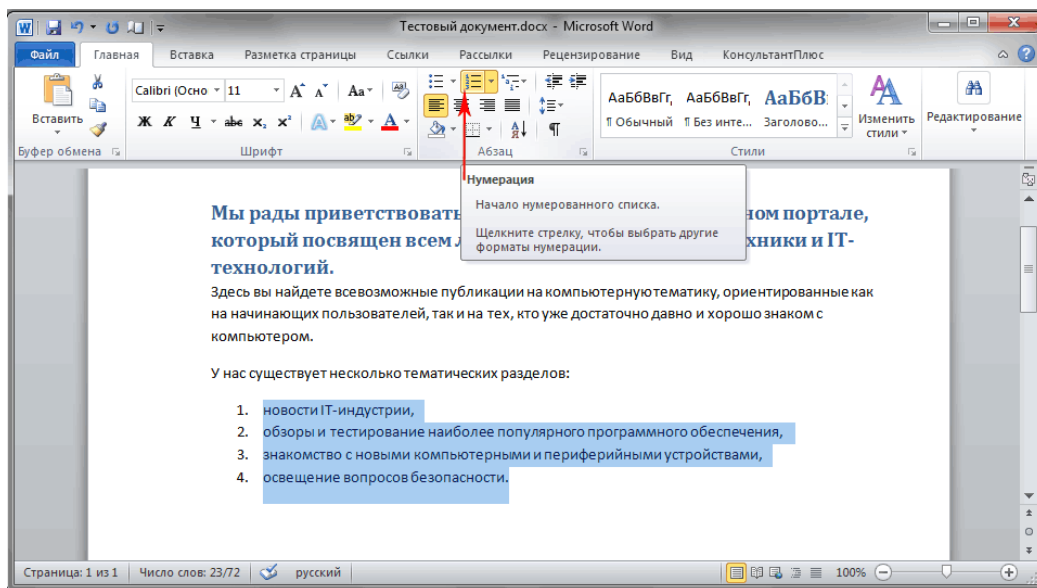 Тестовый документ.docx - Microsoft Word
Файл Главная Вставка Разметка страницы Ссылки Рассылки Рецензирование Вид КонсультантПлюс
Calibri (Осно 11 Aa
АаБбВвГг, АаБбВвГг, АаБбВ
Вставить Ж К Ч abc x₂ x² A ab А
¶ Обычный ¶ Без инте... Заголово... Изменить стили Редактирование
Буфер обмена Шрифт Абзац Стили
Нумерация
Начало нумерованного списка.
Щелкните стрелку, чтобы выбрать другие
форматы нумерации.
Мы рады приветствовать ном портале,
который посвящен всем л хники и IT-
технологий.
Здесь вы найдете всевозможные публикации на компьютерную тематику, ориентированные как
на начинающих пользователей, так и на тех, кто уже достаточно давно и хорошо знаком с
компьютером.
У нас существует несколько тематических разделов:
1. новости IT-индустрии,
2. обзоры и тестирование наиболее популярного программного обеспечения,
3. знакомство с новыми компьютерными и периферийными устройствами,
4. освещение вопросов безопасности.
Страница: 1 из 1 Число слов: 23/72 русский 100%